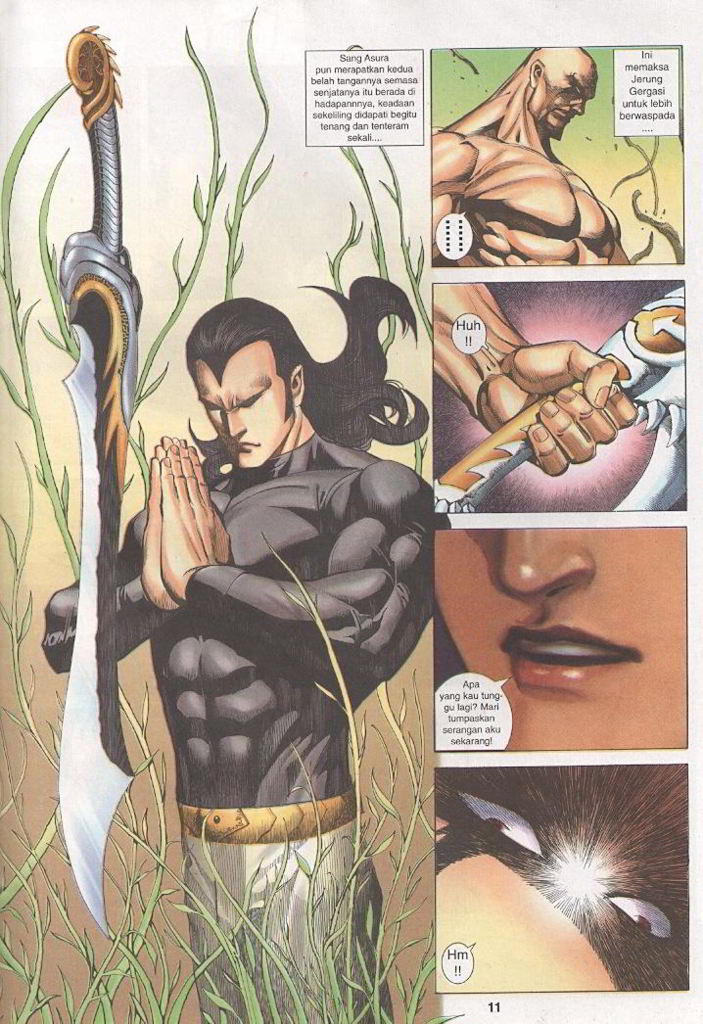 Sang Asura
pun merapatkan kedua
belah tangannya semasa
senjatanya itu berada di
hadapannnya, keadaan
sekeliling didapati begitu
tenang dan tenteram
sekali....
Ini
memaksa
Jerung
Gergasi
untuk lebih
berwaspada
....
Huh
!!
Apa
yang kau tung-
gu lagi? Mari
tumpaskan
serangan aku
sekarang!
Hm
!!
11